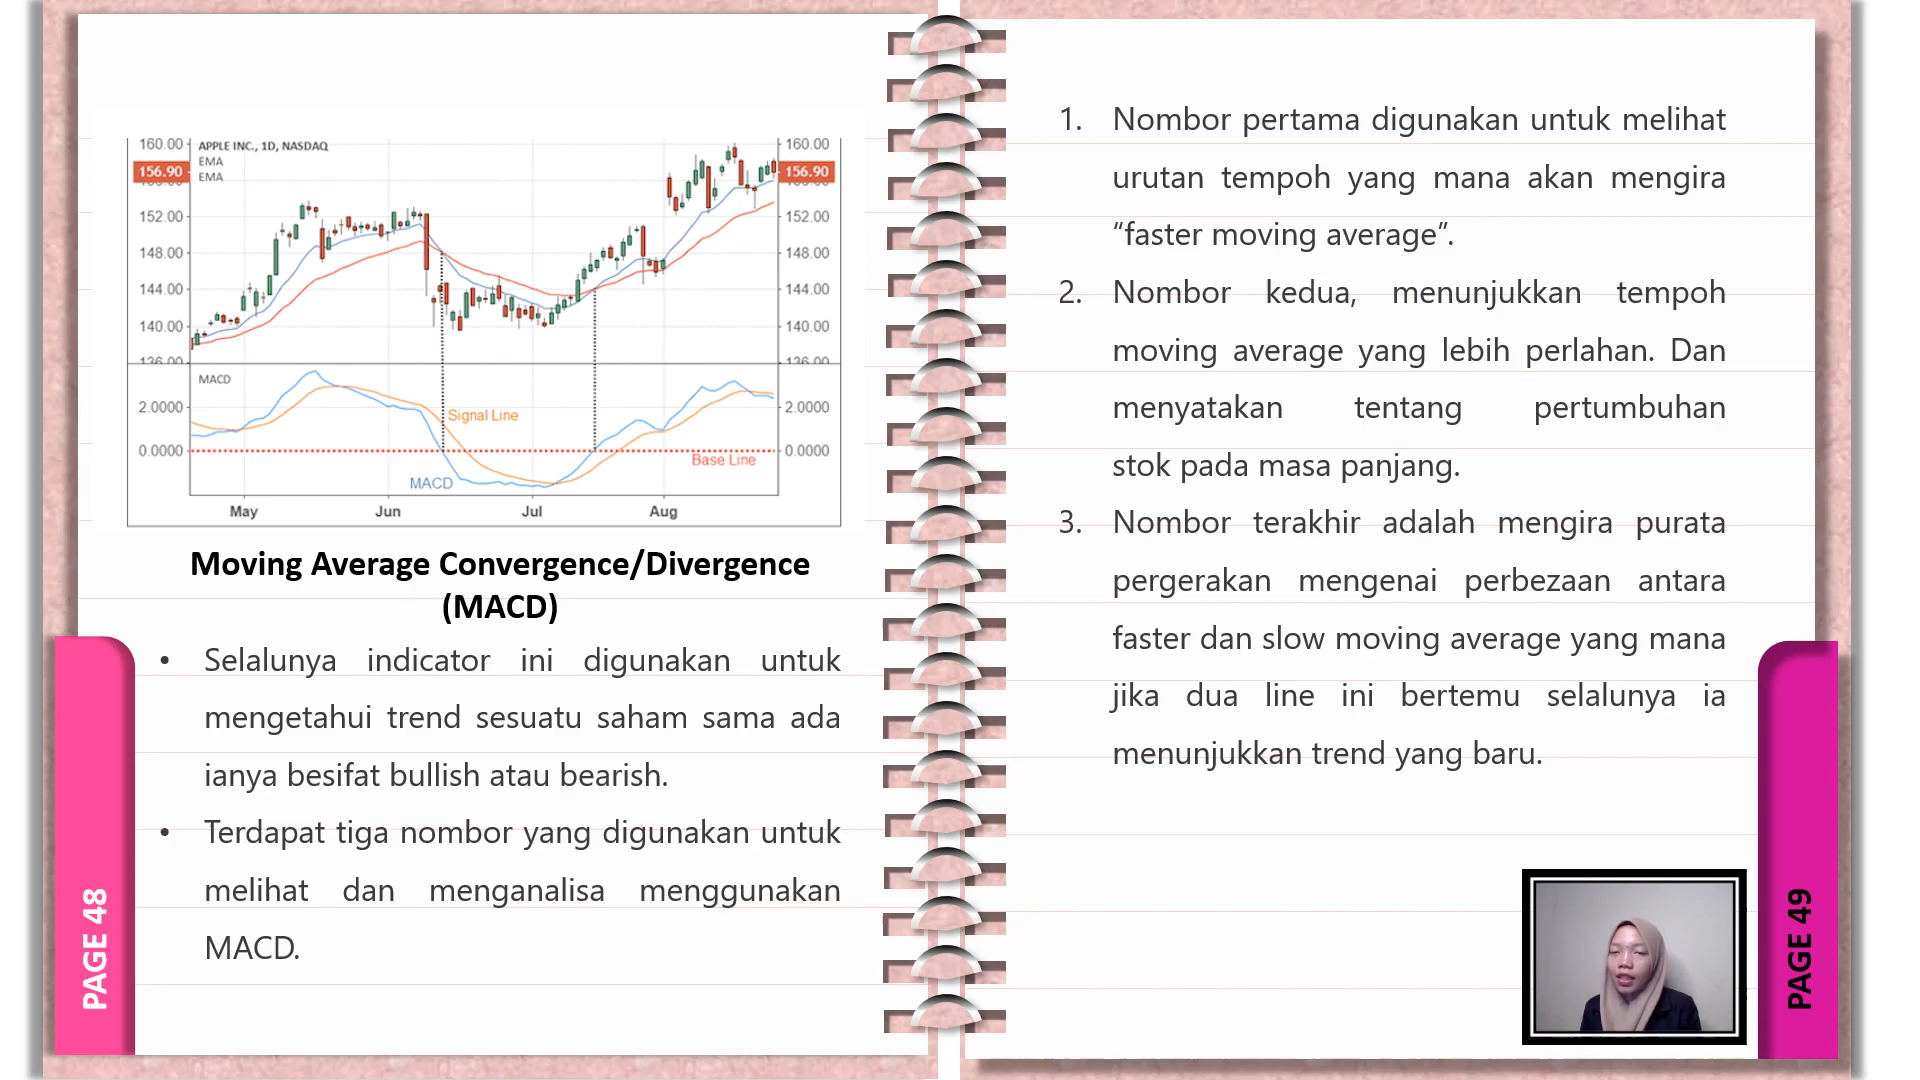 160.00
APPLE INC., 1D, NASDAQ
160.00
EMA
156.90
156.90
EMA
152.00
152.00
148.00
148.00
144.00
144.00
140.00
140.00
136.00
136.00
MACD
2.0000
Signal Line
2.0000
0.0000
0.0000
Base Line
MACD
May
Jun
Jul
Aug
Moving Average Convergence/Divergence
(MACD)
• Selalunya indicator ini digunakan untuk
mengetahui trend sesuatu saham sama ada
ianya besifat bullish atau bearish.
• Terdapat tiga nombor yang digunakan untuk
melihat dan menganalisa menggunakan
MACD.
PAGE 48
1. Nombor pertama digunakan untuk melihat
urutan tempoh yang mana akan mengira
“faster moving average”.
2. Nombor kedua, menunjukkan tempoh
moving average yang lebih perlahan. Dan
menyatakan tentang pertumbuhan
stok pada masa panjang.
3. Nombor terakhir adalah mengira purata
pergerakan mengenai perbezaan antara
faster dan slow moving average yang mana
jika dua line ini bertemu selalunya ia
menunjukkan trend yang baru.
PAGE 49